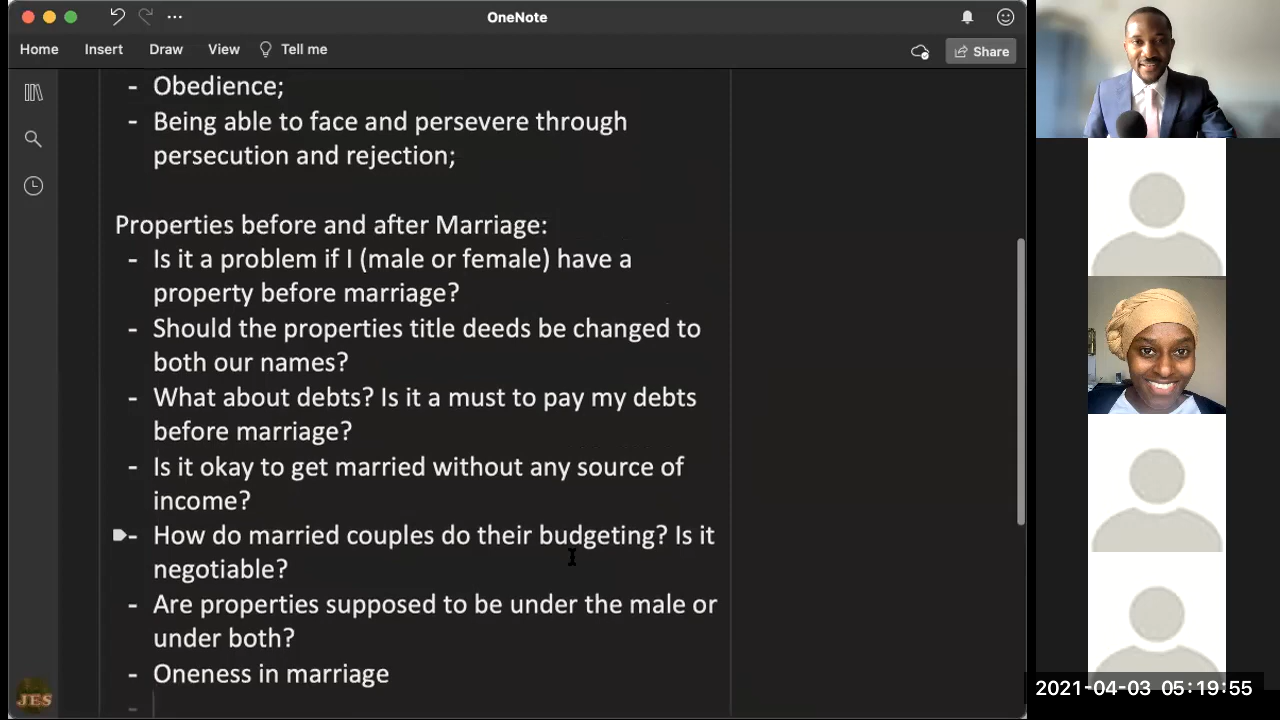 OneNote
Home Insert Draw View Tell me Share
- Obedience;
- Being able to face and persevere through
persecution and rejection;
Properties before and after Marriage:
- Is it a problem if I (male or female) have a
property before marriage?
- Should the properties title deeds be changed to
both our names?
- What about debts? Is it a must to pay my debts
before marriage?
- Is it okay to get married without any source of
income?
- How do married couples do their budgeting? Is it
negotiable?
- Are properties supposed to be under the male or
under both?
- Oneness in marriage
-
JES
2021-04-03 05:19:55